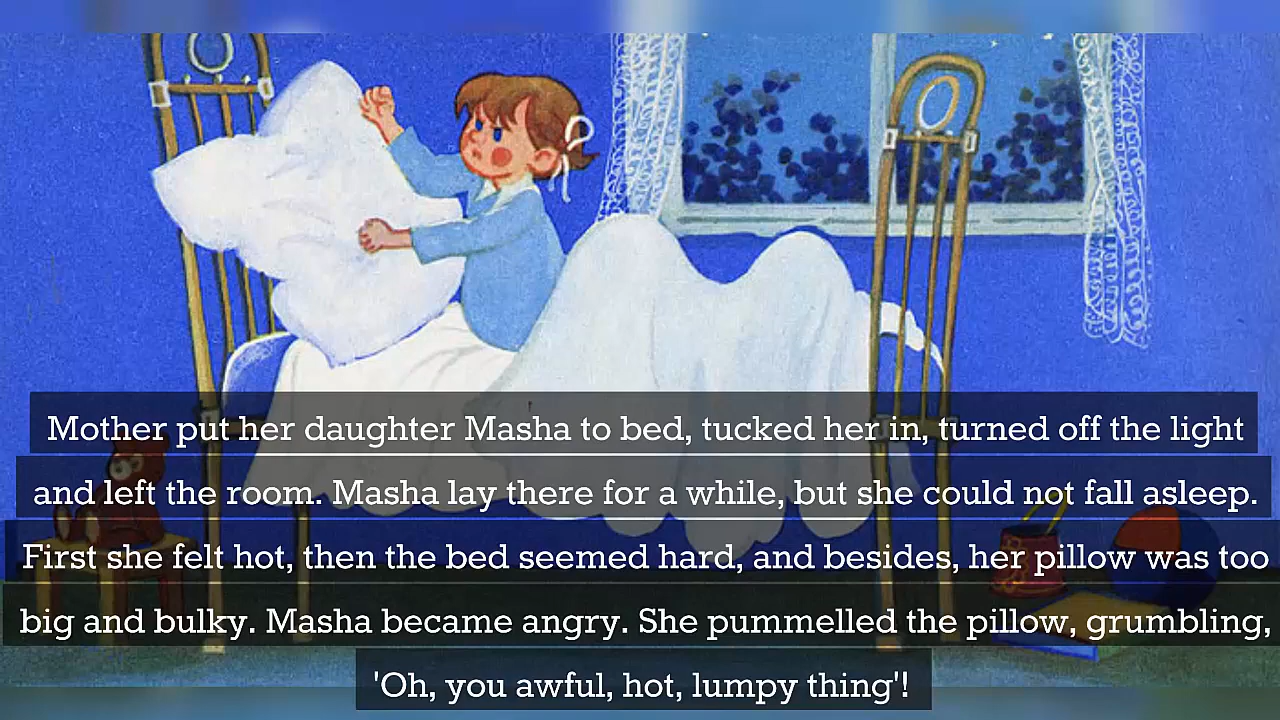 Mother put her daughter Masha to bed, tucked her in, turned off the light
and left the room. Masha lay there for a while, but she could not fall asleep.
First she felt hot, then the bed seemed hard, and besides, her pillow was too
big and bulky. Masha became angry. She pummelled the pillow, grumbling,
'Oh, you awful, hot, lumpy thing'!